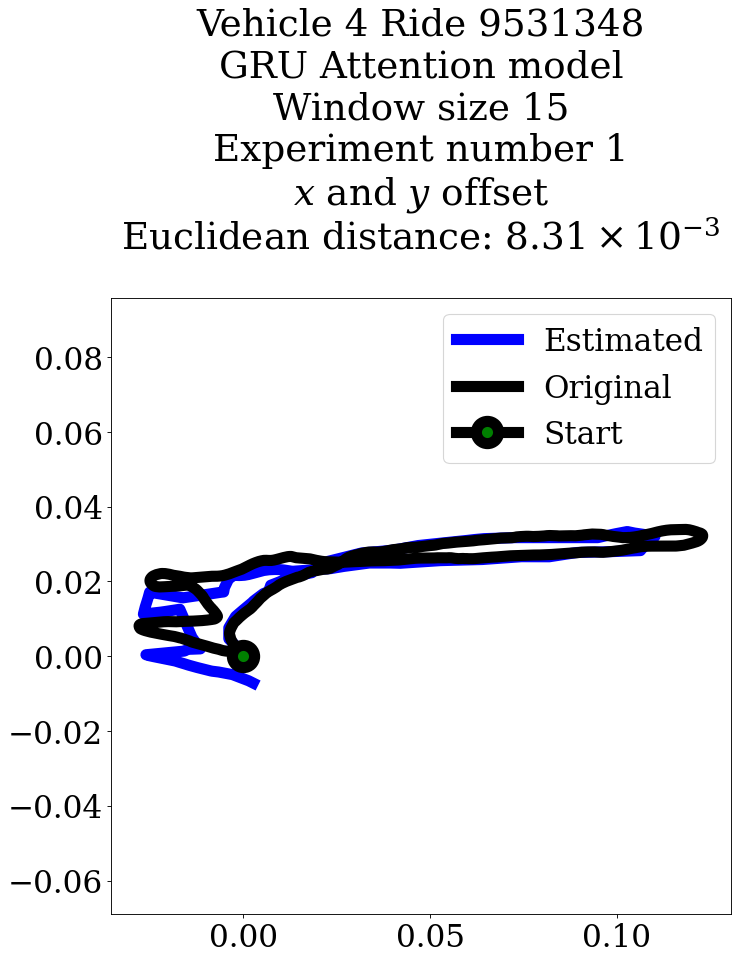 Vehicle 4 Ride 9531348
GRU Attention model
Window size 15
Experiment number 1
x and y offset
Euclidean distance: 8.31 × 10⁻³
Estimated
Original
Start
0.08
0.06
0.04
0.02
0.00
−0.02
−0.04
−0.06
0.00 0.05 0.10